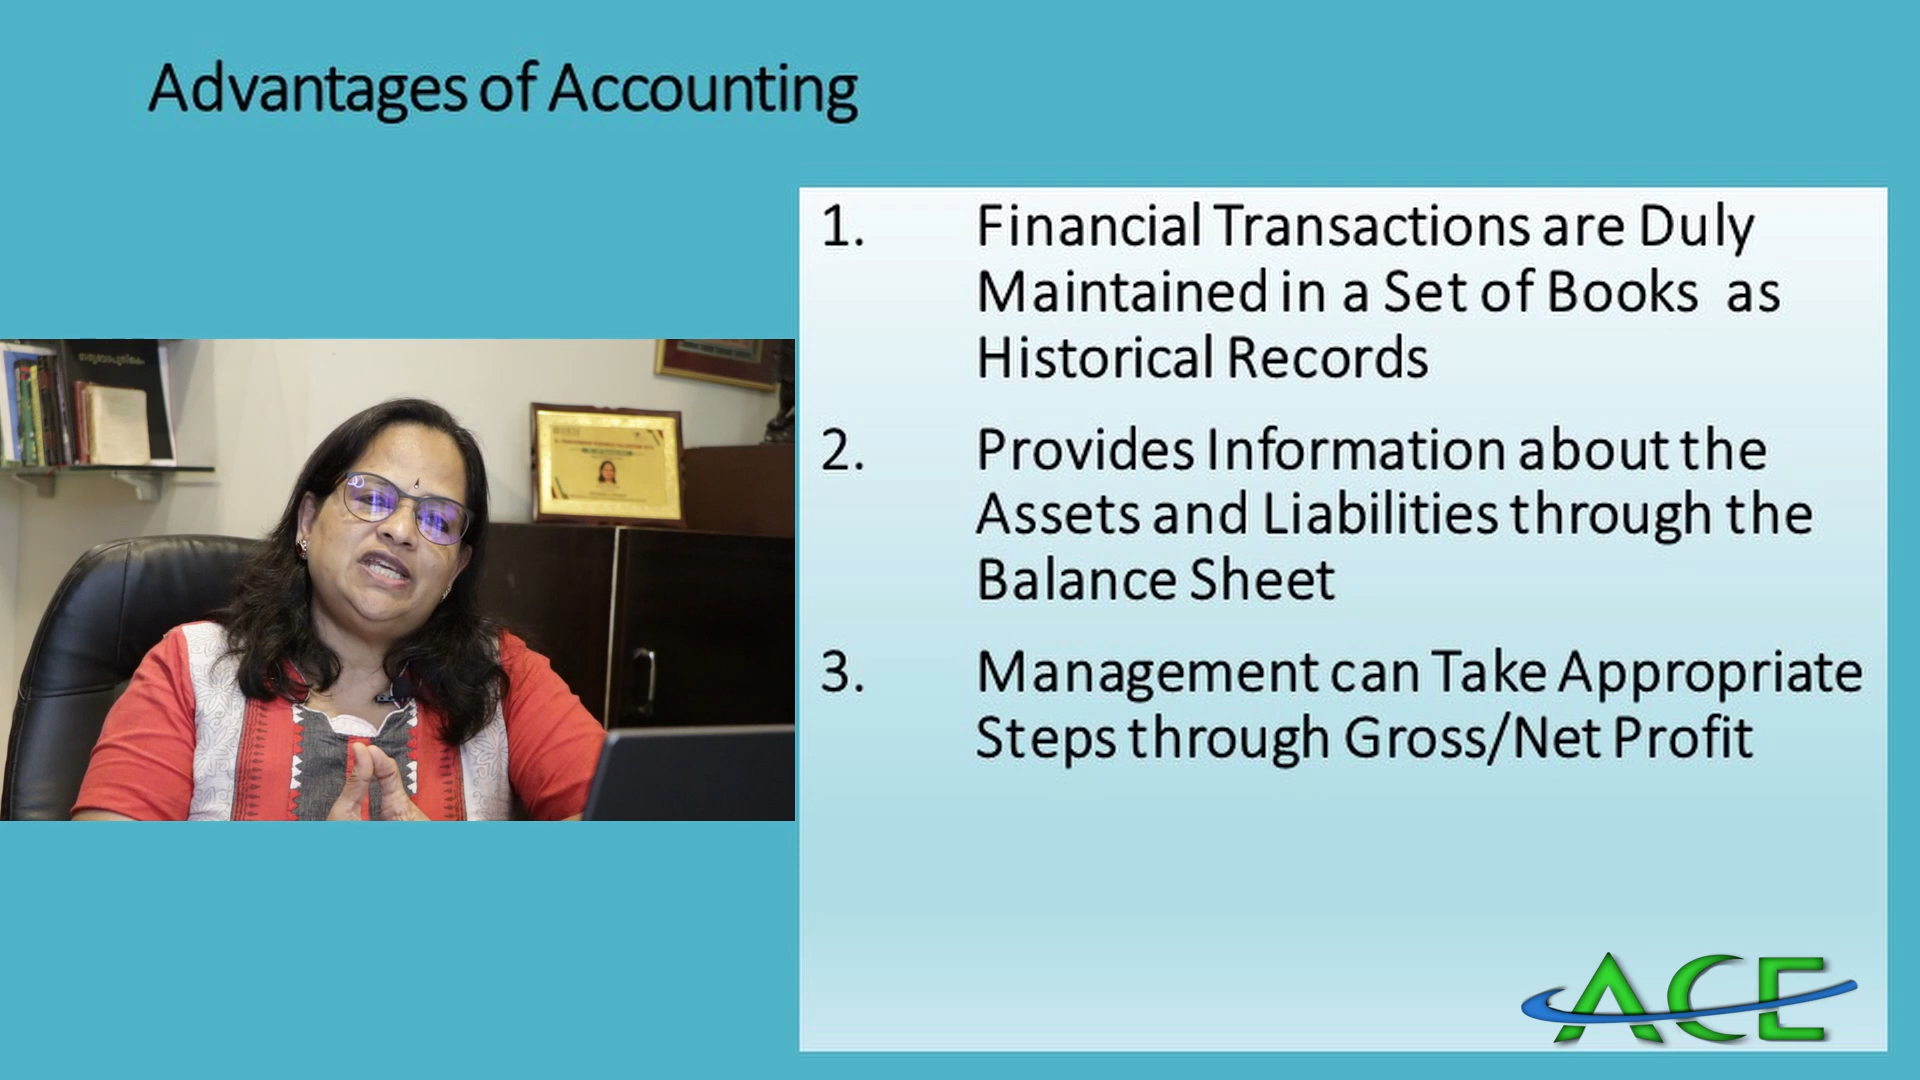 Advantages of Accounting
1. Financial Transactions are Duly
Maintained in a Set of Books as
Historical Records
2. Provides Information about the
Assets and Liabilities through the
Balance Sheet
3. Management can Take Appropriate
Steps through Gross/Net Profit
ACE